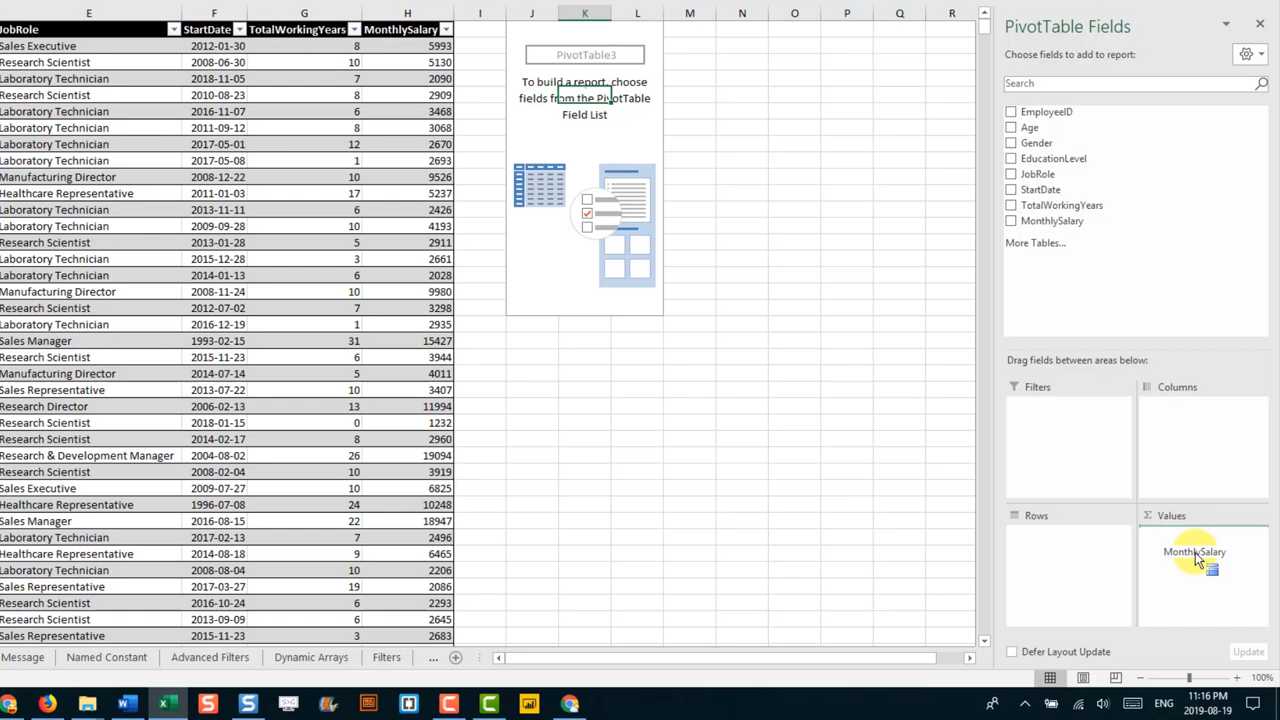 E F G H I J K L M N O P Q R
JobRole StartDate TotalWorkingYears MonthlySalary
Sales Executive 2012-01-30 8 5993
Research Scientist 2008-06-30 10 5130
Laboratory Technician 2018-11-05 7 2090
Research Scientist 2010-08-23 8 2909
Laboratory Technician 2016-11-07 6 3468
Laboratory Technician 2011-09-12 8 3068
Laboratory Technician 2017-05-01 12 2670
Laboratory Technician 2017-05-08 1 2693
Manufacturing Director 2008-12-22 10 9526
Healthcare Representative 2011-01-03 17 5237
Laboratory Technician 2013-11-11 6 2426
Laboratory Technician 2009-09-28 10 4193
Research Scientist 2013-01-28 5 2911
Laboratory Technician 2015-12-28 3 2661
Laboratory Technician 2014-01-13 6 2028
Manufacturing Director 2008-11-24 10 9980
Research Scientist 2012-07-02 7 3298
Laboratory Technician 2016-12-19 1 2935
Sales Manager 1993-02-15 31 15427
Research Scientist 2015-11-23 6 3944
Manufacturing Director 2014-07-14 5 4011
Sales Representative 2013-07-22 10 3407
Research Director 2006-02-13 13 11994
Research Scientist 2018-01-15 0 1232
Research Scientist 2014-02-17 8 2960
Research & Development Manager 2004-08-02 26 19094
Research Scientist 2008-02-04 10 3919
Sales Executive 2009-07-27 10 6825
Healthcare Representative 1996-07-08 24 10248
Sales Manager 2016-08-15 22 18947
Laboratory Technician 2017-02-13 7 2496
Healthcare Representative 2014-08-18 9 6465
Laboratory Technician 2008-08-04 10 2206
Sales Representative 2017-03-27 19 2086
Research Scientist 2016-10-24 6 2293
Research Scientist 2013-09-09 6 2645
Sales Representative 2015-11-23 3 2683
PivotTable3
To build a report, choose
fields from the PivotTable
Field List
PivotTable Fields
Choose fields to add to report:
Search
EmployeeID
Age
Gender
EducationLevel
JobRole
StartDate
TotalWorkingYears
MonthlySalary
More Tables...
Drag fields between areas below:
Filters Columns
Rows Σ Values
MonthlySalary
Defer Layout Update Update
Message Named Constant Advanced Filters Dynamic Arrays Filters ...
100%
11:16 PM
2019-08-19